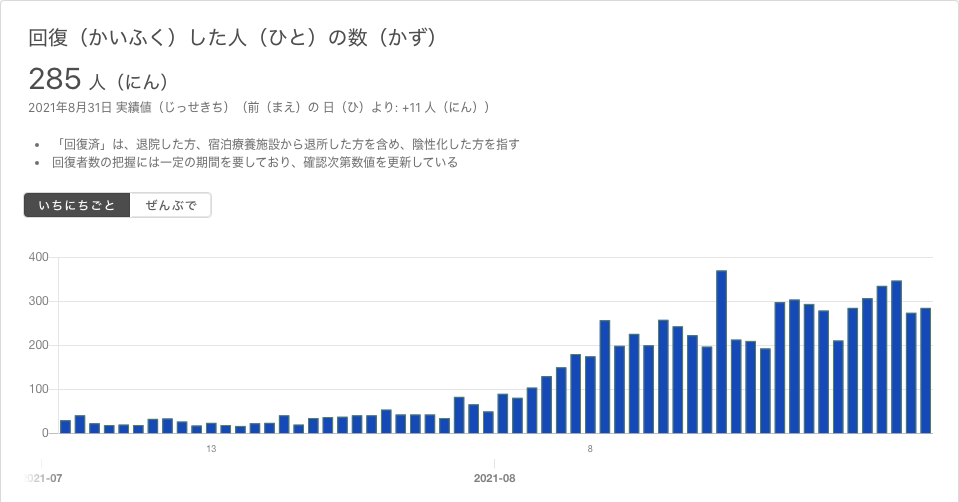 回復（かいふく）した人（ひと）の数（かず）
285 人（にん）
2021年8月31日 実績値（じっせきち）（前（まえ）の 日（ひ）より: +11 人（にん））
• 「回復済」は、退院した方、宿泊療養施設から退所した方を含め、陰性化した方を指す
• 回復者数の把握には一定の期間を要しており、確認次第数値を更新している
いちにちごと ぜんぶで
400
300
200
100
0
13 8
2021-07 2021-08